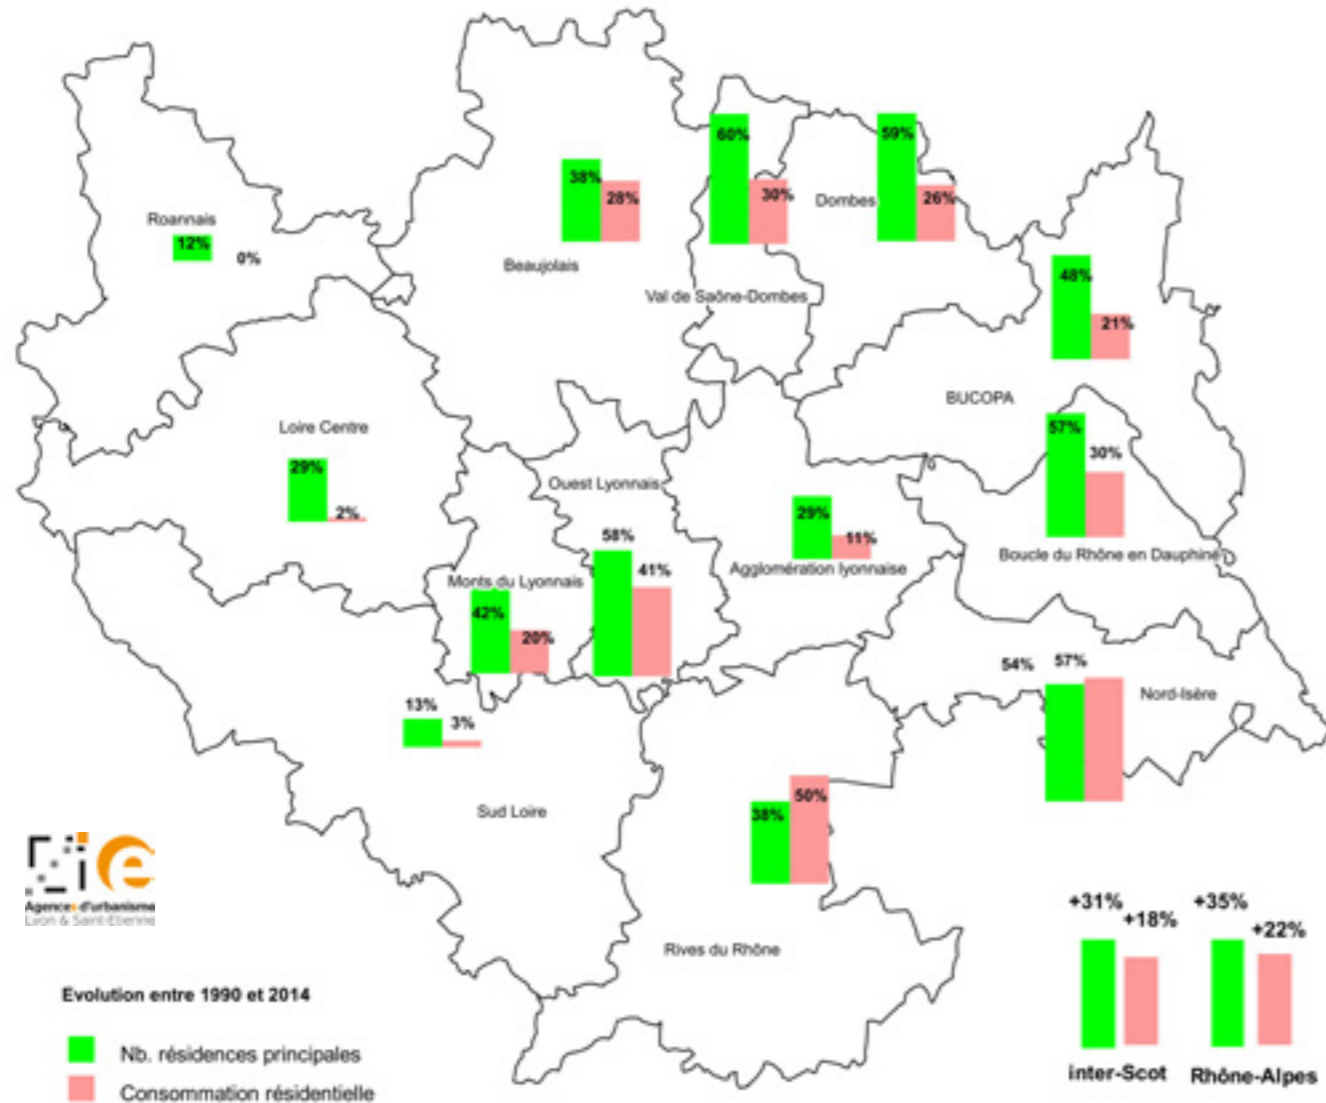 60%
59%
38%
28%
30%
Dombes
26%
Roannais
12%
0%
Beaujolais
Val de Saône-Dombes
48%
21%
BUCOPA
Loire Centre
57%
30%
29%
2%
Ouest Lyonnais
29%
11%
58%
41%
Agglomération lyonnaise
Boucle du Rhône en Dauphiné
Monts du Lyonnais
42%
20%
54%
57%
Nord-Isère
13%
3%
50%
38%
Sud Loire
Agences d'urbanisme
Lyon & Saint-Etienne
+31%
+18%
+35%
+22%
Rives du Rhône
inter-Scot
Rhône-Alpes
Evolution entre 1990 et 2014
Nb. résidences principales
Consommation résidentielle